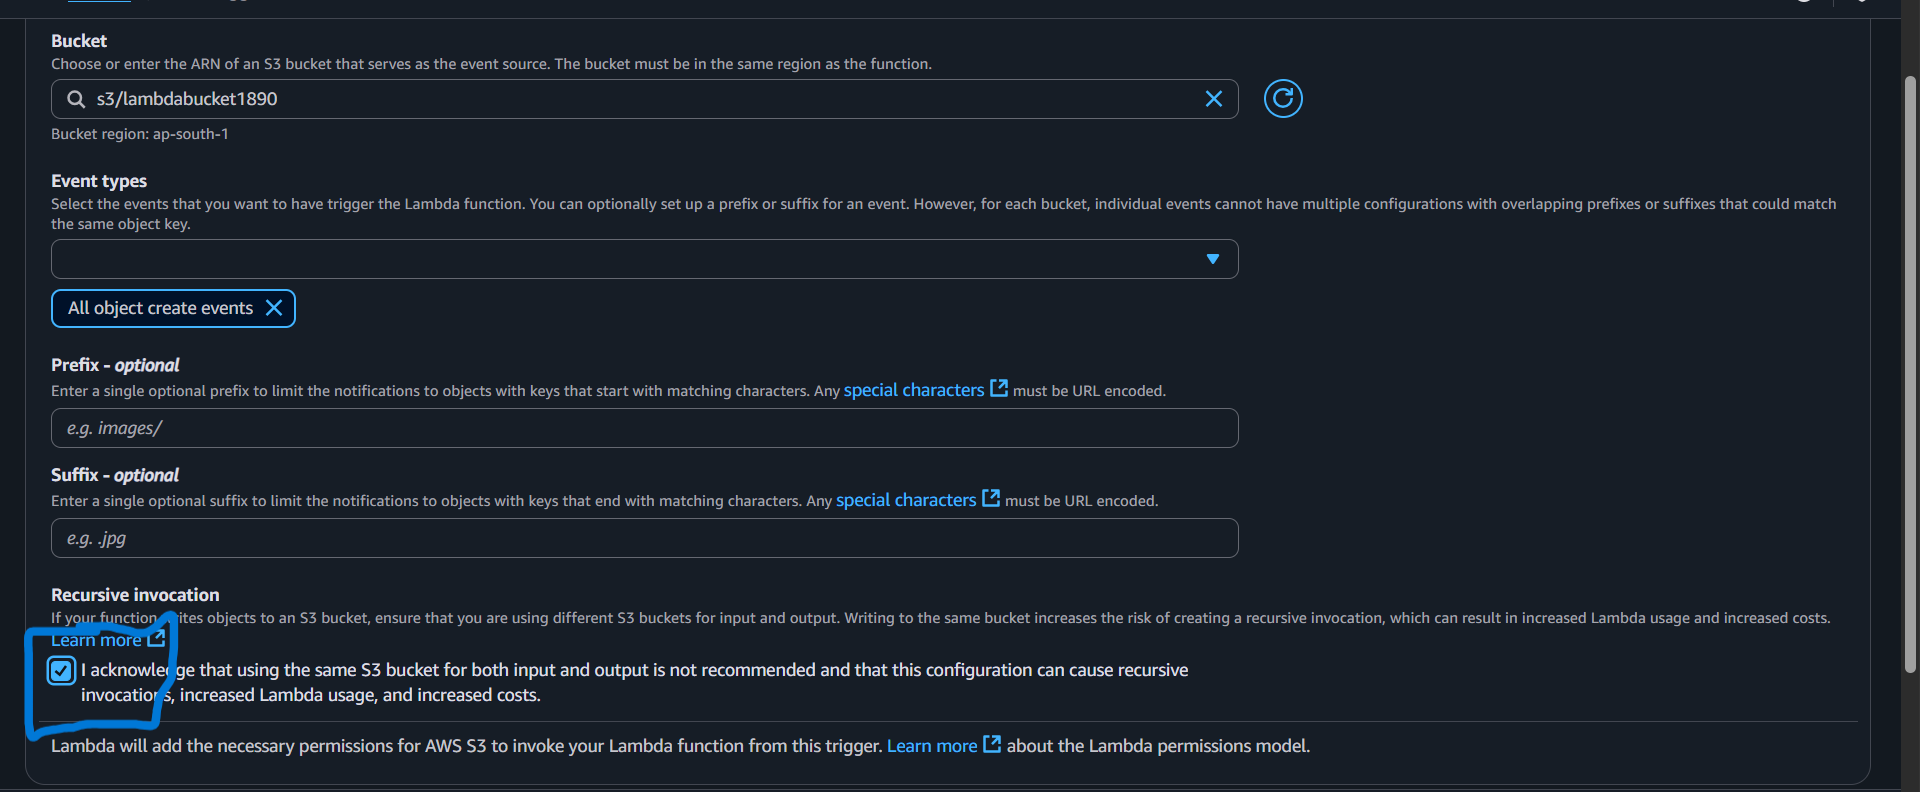 Bucket
Choose or enter the ARN of an S3 bucket that serves as the event source. The bucket must be in the same region as the function.
s3/lambdabucket1890
Bucket region: ap-south-1
Event types
Select the events that you want to have trigger the Lambda function. You can optionally set up a prefix or suffix for an event. However, for each bucket, individual events cannot have multiple configurations with overlapping prefixes or suffixes that could match
the same object key.
All object create events
Prefix - optional
Enter a single optional prefix to limit the notifications to objects with keys that start with matching characters. Any special characters must be URL encoded.
e.g. images/
Suffix - optional
Enter a single optional suffix to limit the notifications to objects with keys that end with matching characters. Any special characters must be URL encoded.
e.g. .jpg
Recursive invocation
If your function writes objects to an S3 bucket, ensure that you are using different S3 buckets for input and output. Writing to the same bucket increases the risk of creating a recursive invocation, which can result in increased Lambda usage and increased costs.
Learn more
I acknowledge that using the same S3 bucket for both input and output is not recommended and that this configuration can cause recursive
invocations, increased Lambda usage, and increased costs.
Lambda will add the necessary permissions for AWS S3 to invoke your Lambda function from this trigger. Learn more about the Lambda permissions model.